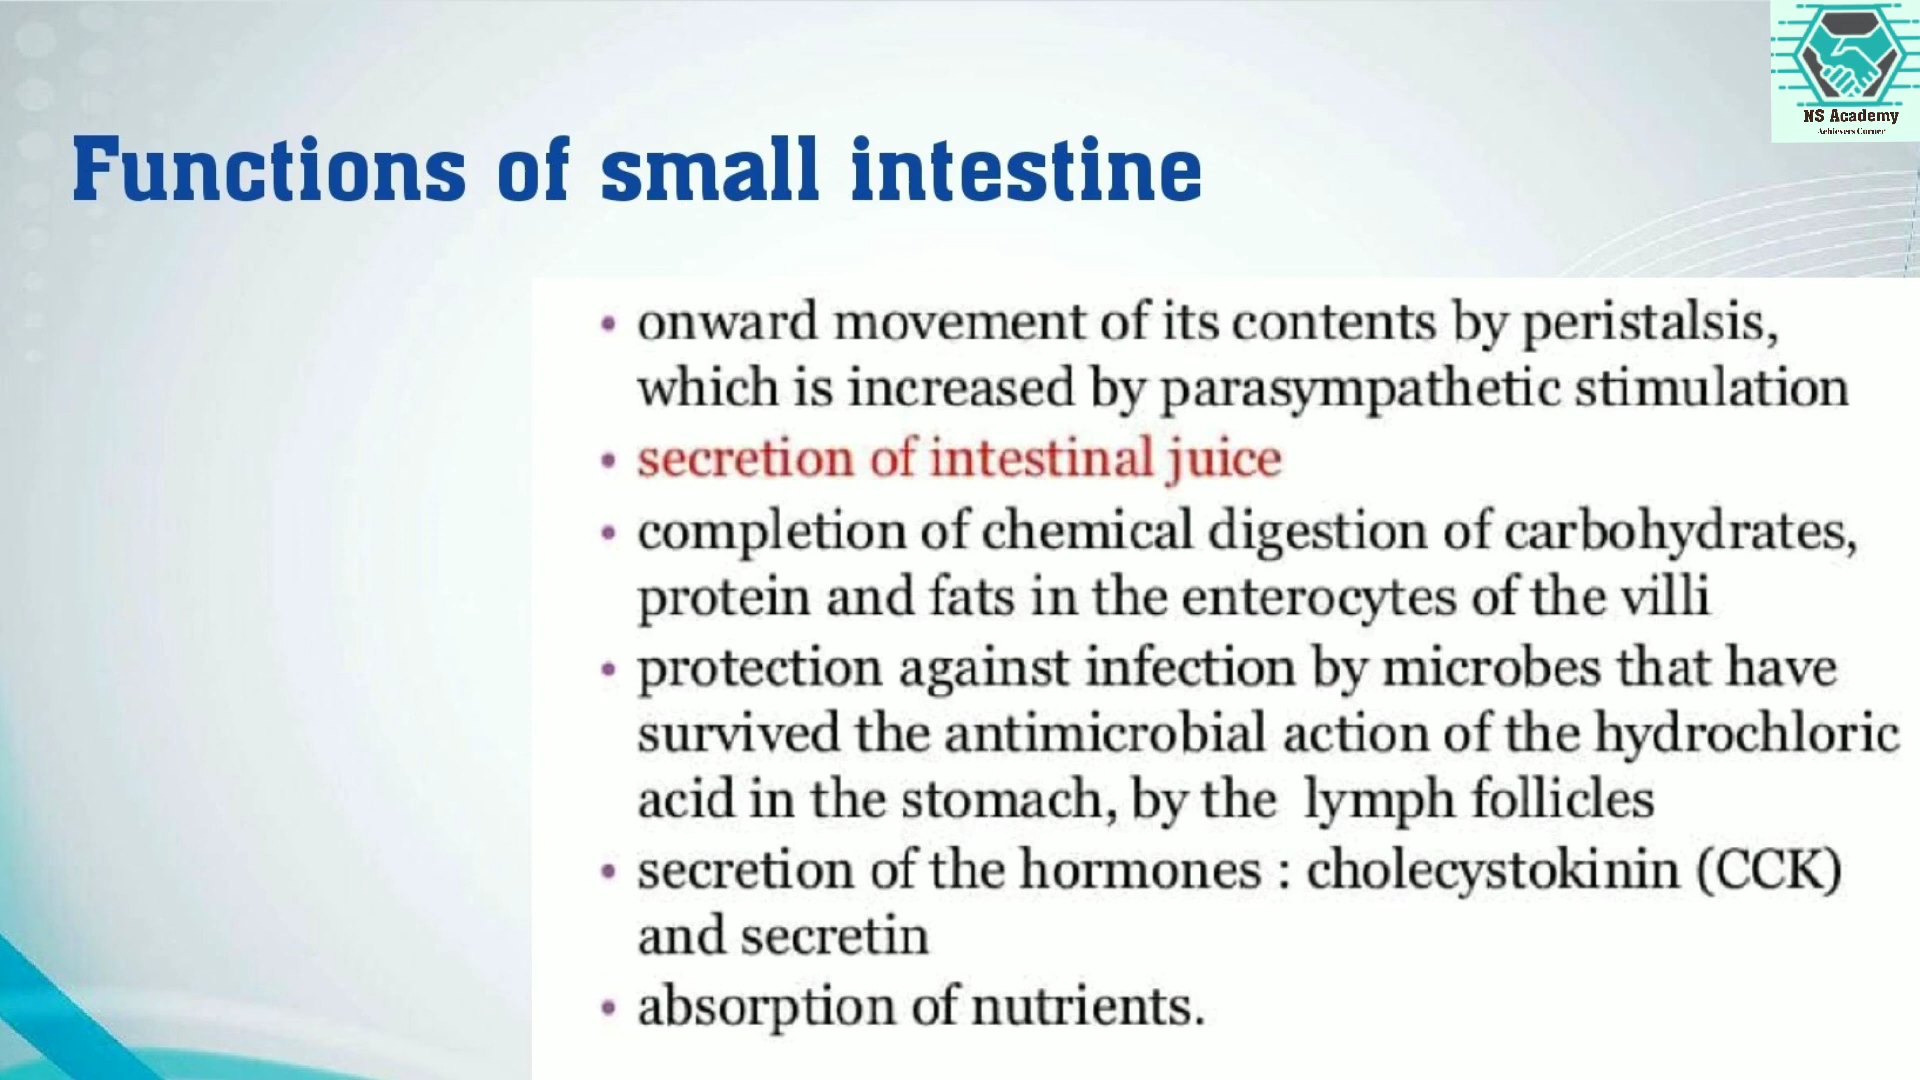 NS Academy
Achievers Corner
Functions of small intestine
• onward movement of its contents by peristalsis,
which is increased by parasympathetic stimulation
• secretion of intestinal juice
• completion of chemical digestion of carbohydrates,
protein and fats in the enterocytes of the villi
• protection against infection by microbes that have
survived the antimicrobial action of the hydrochloric
acid in the stomach, by the lymph follicles
• secretion of the hormones : cholecystokinin (CCK)
and secretin
• absorption of nutrients.